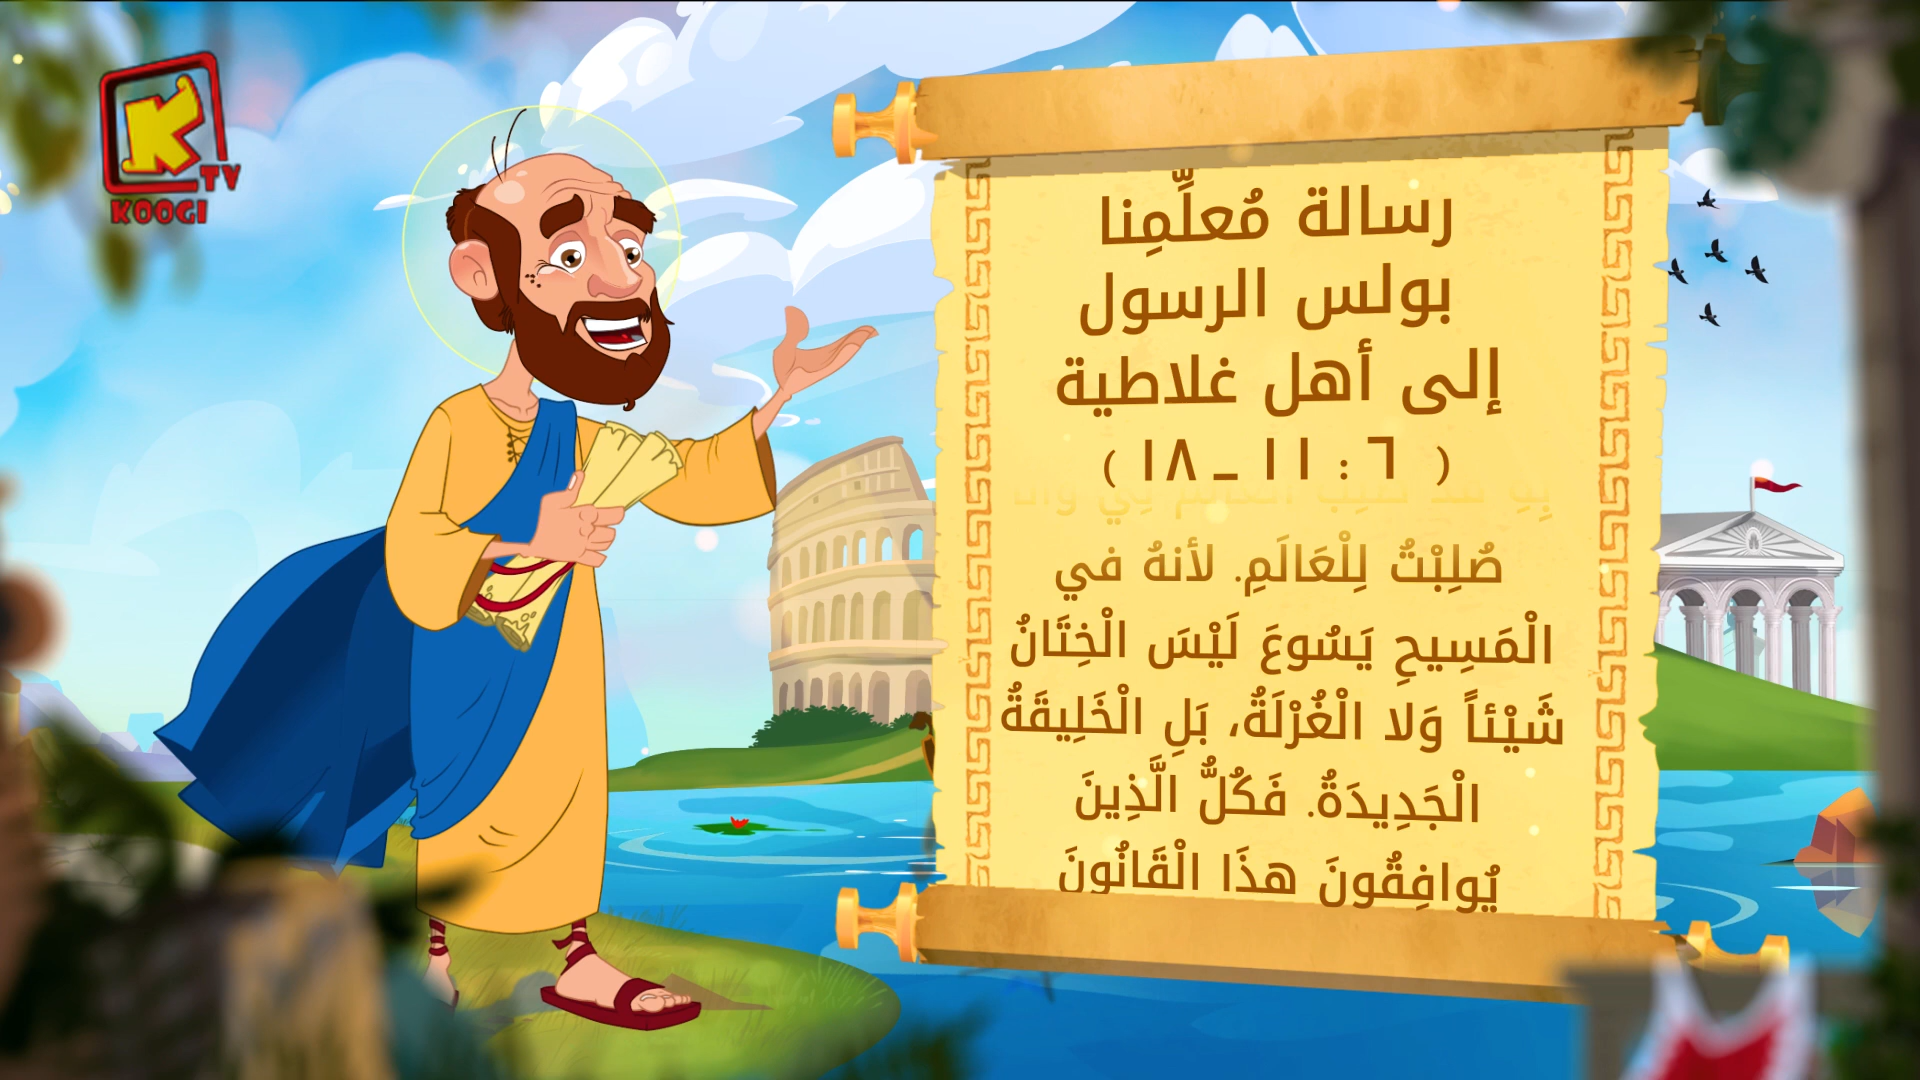 K
TV
KOOGI
رسالة مُعلِّمِنا
بولس الرسول
إلى أهل غلاطية
( ٦ : ١١ – ١٨ )
صُلِبْتُ لِلْعَالَمِ. لأنهُ في
الْمَسِيحِ يَسُوعَ لَيْسَ الْخِتَانُ
شَيْئاً وَلا الْغُرْلَةُ، بَلِ الْخَلِيقَةُ
الْجَدِيدَةُ. فَكُلُّ الَّذِينَ
يُوافِقُونَ هذَا الْقَانُونَ